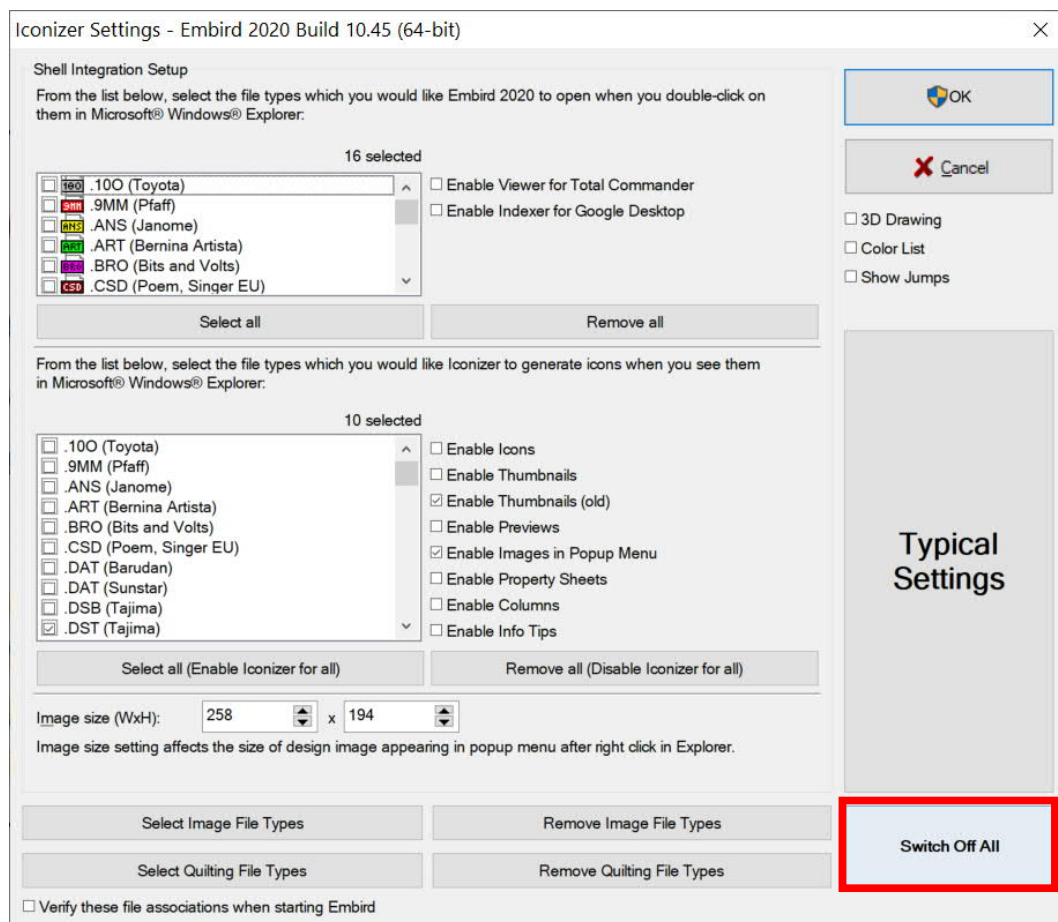 Iconizer Settings - Embird 2020 Build 10.45 (64-bit)
Shell Integration Setup
From the list below, select the file types which you would like Embird 2020 to open when you double-click on
them in Microsoft® Windows® Explorer:
16 selected
100 .10O (Toyota)
9MM .9MM (Pfaff)
ANS .ANS (Janome)
ART .ART (Bernina Artista)
BRO .BRO (Bits and Volts)
CSD .CSD (Poem, Singer EU)
Enable Viewer for Total Commander
Enable Indexer for Google Desktop
Select all
Remove all
From the list below, select the file types which you would like Iconizer to generate icons when you see them
in Microsoft® Windows® Explorer:
10 selected
.10O (Toyota)
.9MM (Pfaff)
.ANS (Janome)
.ART (Bernina Artista)
.BRO (Bits and Volts)
.CSD (Poem, Singer EU)
.DAT (Barudan)
.DAT (Sunstar)
.DSB (Tajima)
.DST (Tajima)
Enable Icons
Enable Thumbnails
Enable Thumbnails (old)
Enable Previews
Enable Images in Popup Menu
Enable Property Sheets
Enable Columns
Enable Info Tips
Select all (Enable Iconizer for all)
Remove all (Disable Iconizer for all)
Image size (WxH): 258 x 194
Image size setting affects the size of design image appearing in popup menu after right click in Explorer.
Select Image File Types
Remove Image File Types
Select Quilting File Types
Remove Quilting File Types
Verify these file associations when starting Embird
OK
Cancel
3D Drawing
Color List
Show Jumps
Typical
Settings
Switch Off All